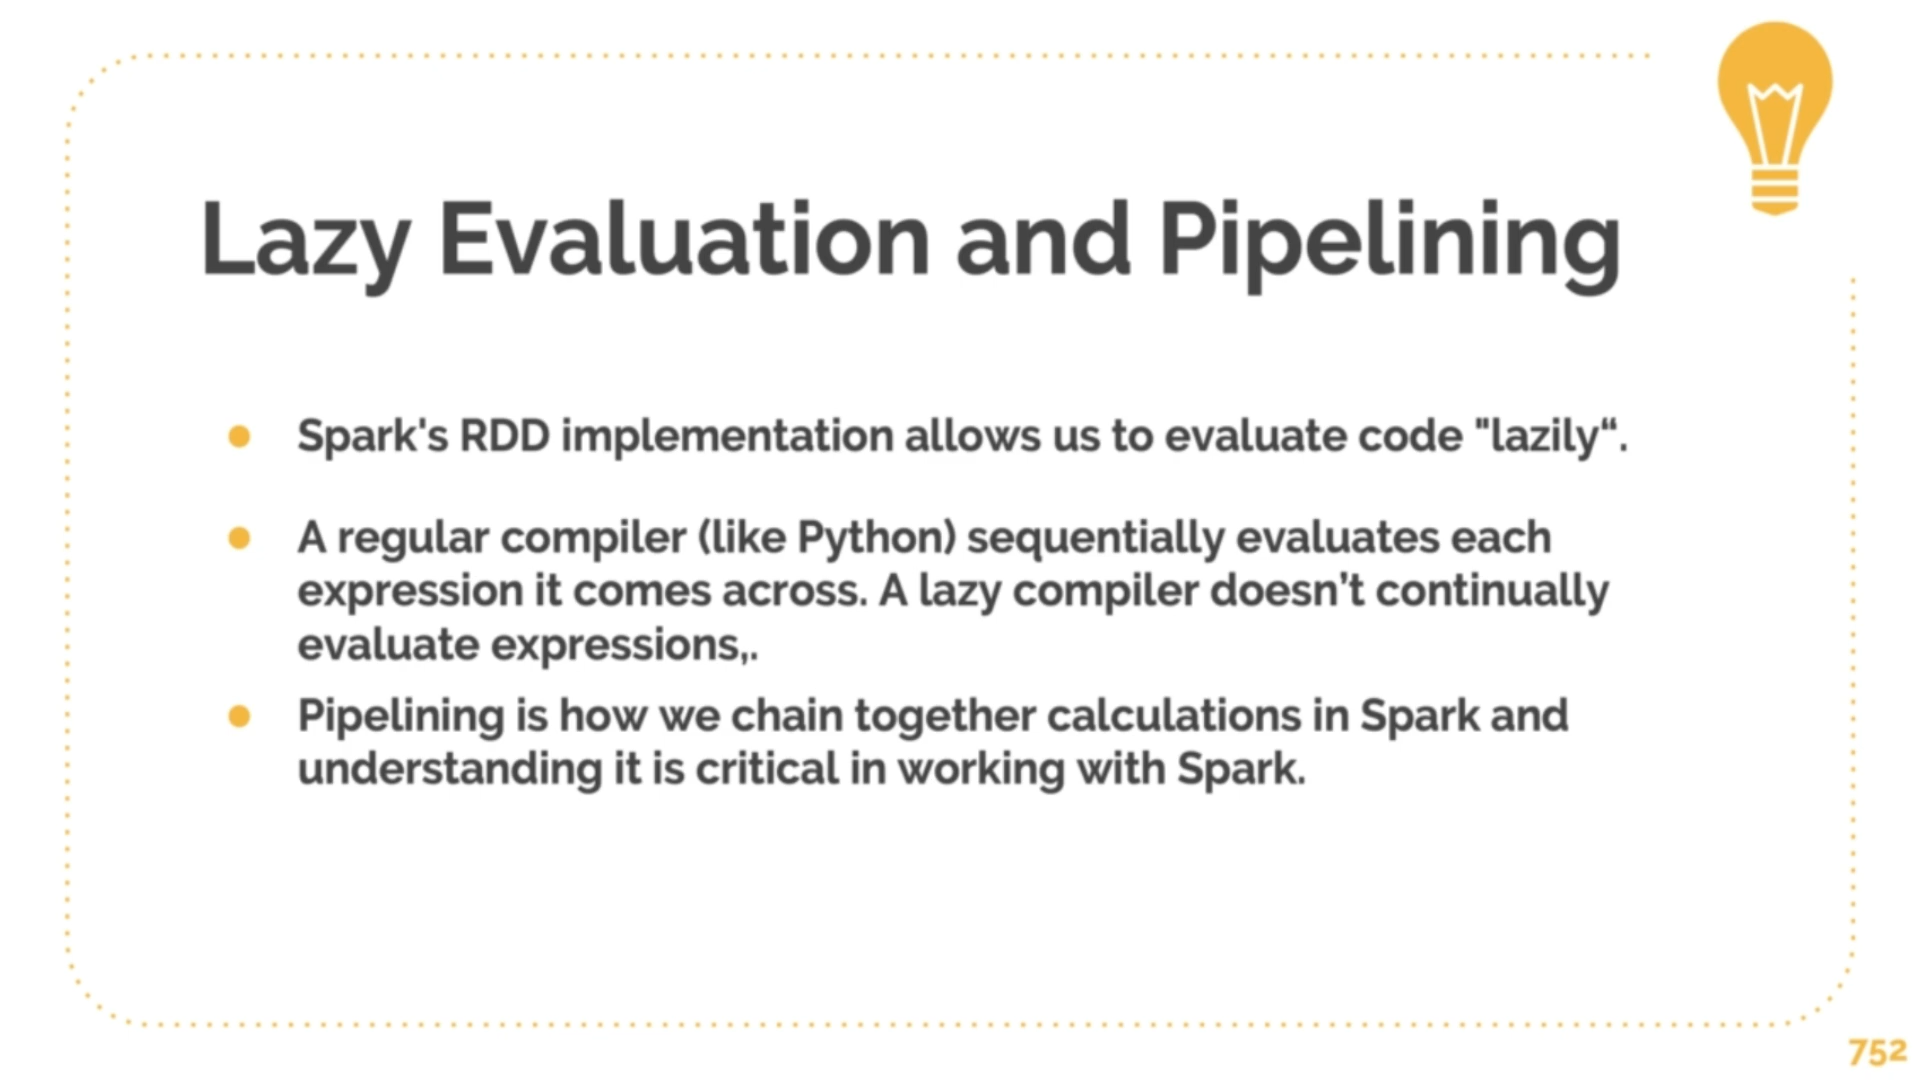 Lazy Evaluation and Pipelining
Spark's RDD implementation allows us to evaluate code "lazily“.
A regular compiler (like Python) sequentially evaluates each
expression it comes across. A lazy compiler doesn’t continually
evaluate expressions,.
Pipelining is how we chain together calculations in Spark and
understanding it is critical in working with Spark.
752